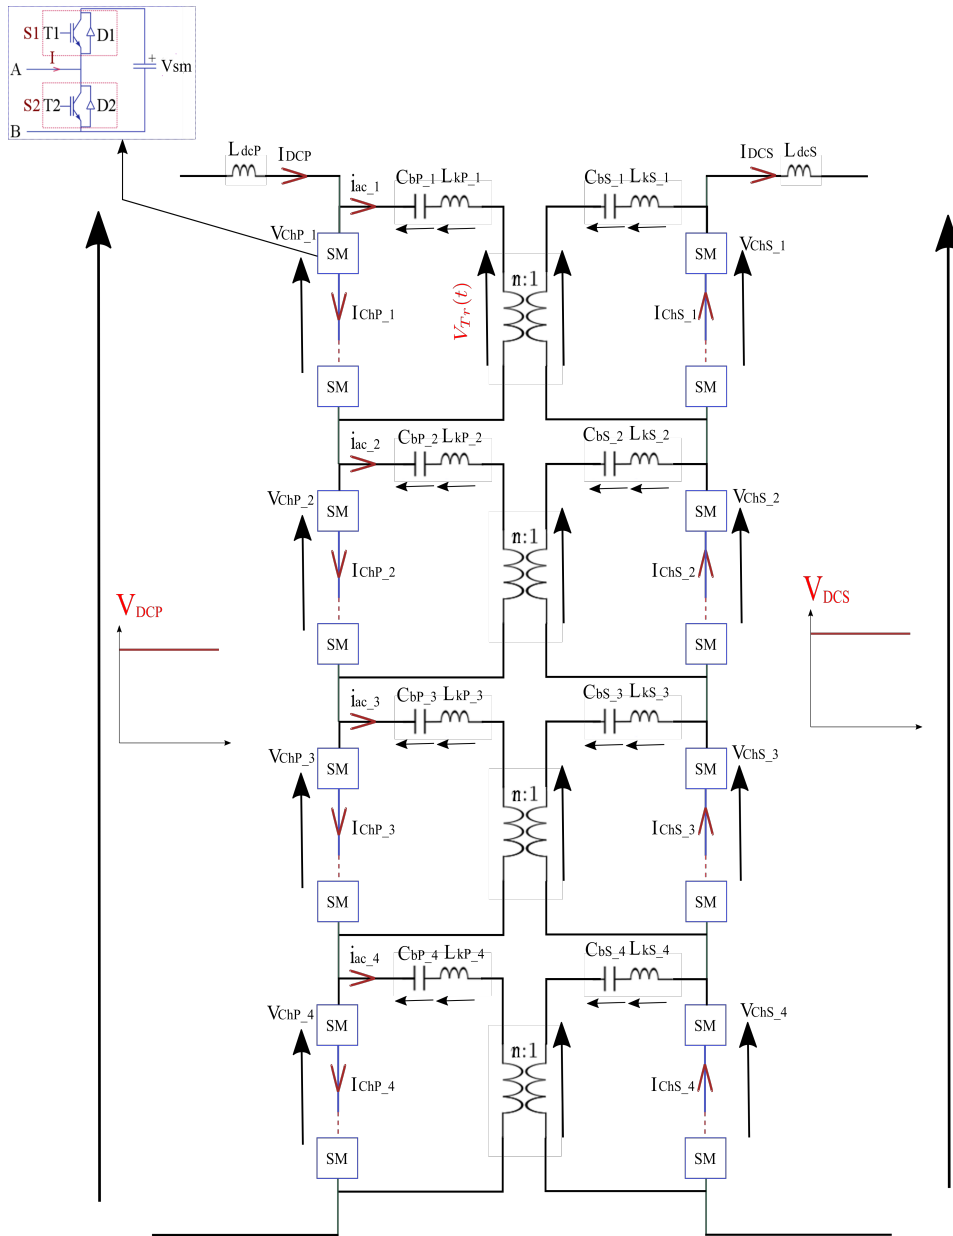 S1 T1 D1
I
A
+ Vsm
S2 T2 D2
B
LdcP
IDCP
IDCS
LdcS
iac_1
CbP_1
LkP_1
CbS_1
LkS_1
VChP_1
SM
SM
VChS_1
n:1
VTr(t)
IChP_1
IChS_1
SM
SM
iac_2
CbP_2
LkP_2
CbS_2
LkS_2
VChP_2
SM
SM
VChS_2
n:1
IChP_2
IChS_2
VDCP
VDCS
SM
SM
iac_3
CbP_3
LkP_3
CbS_3
LkS_3
VChP_3
SM
SM
VChS_3
n:1
IChP_3
IChS_3
SM
SM
iac_4
CbP_4
LkP_4
CbS_4
LkS_4
VChP_4
SM
SM
VChS_4
n:1
IChP_4
IChS_4
SM
SM